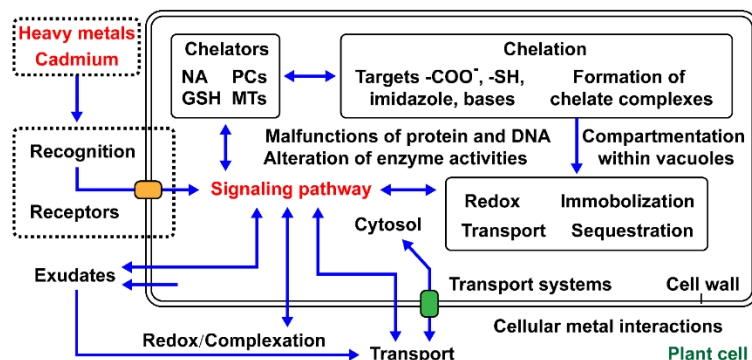 Heavy metals
Cadmium
Chelators
NA PCs
GSH MTs
Chelation
Targets -COO⁻, -SH,
imidazole, bases
Formation of
chelate complexes
Recognition
Receptors
Malfunctions of protein and DNA
Alteration of enzyme activities
Compartmentation
within vacuoles
Signaling pathway
Redox Immobolization
Transport Sequestration
Cytosol
Exudates
Transport systems
Cell wall
Redox/Complexation
Transport
Cellular metal interactions
Plant cell